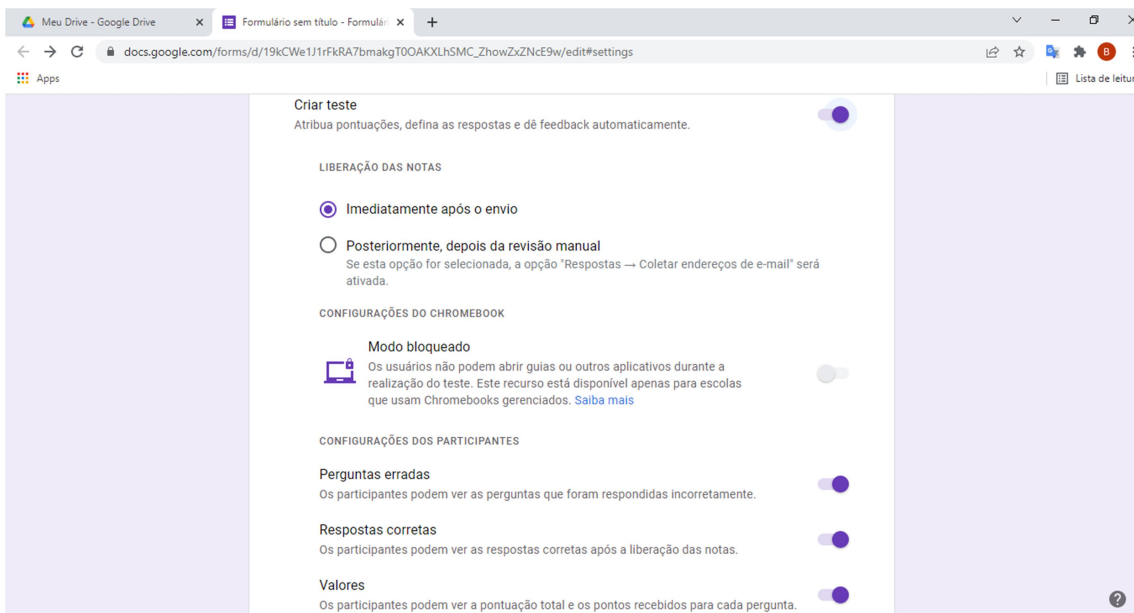 Meu Drive - Google Drive
Formulário sem título - Formulár
docs.google.com/forms/d/19kCWe1J1rFkRA7bmakgT0OAKXLhSMC_ZhowZxZNcE9w/edit#settings
B
Apps
Lista de leitur
Criar teste
Atribua pontuações, defina as respostas e dê feedback automaticamente.
LIBERAÇÃO DAS NOTAS
Imediatamente após o envio
Posteriormente, depois da revisão manual
Se esta opção for selecionada, a opção "Respostas → Coletar endereços de e-mail" será
ativada.
CONFIGURAÇÕES DO CHROMEBOOK
Modo bloqueado
Os usuários não podem abrir guias ou outros aplicativos durante a
realização do teste. Este recurso está disponível apenas para escolas
que usam Chromebooks gerenciados. Saiba mais
CONFIGURAÇÕES DOS PARTICIPANTES
Perguntas erradas
Os participantes podem ver as perguntas que foram respondidas incorretamente.
Respostas corretas
Os participantes podem ver as respostas corretas após a liberação das notas.
Valores
Os participantes podem ver a pontuação total e os pontos recebidos para cada pergunta.